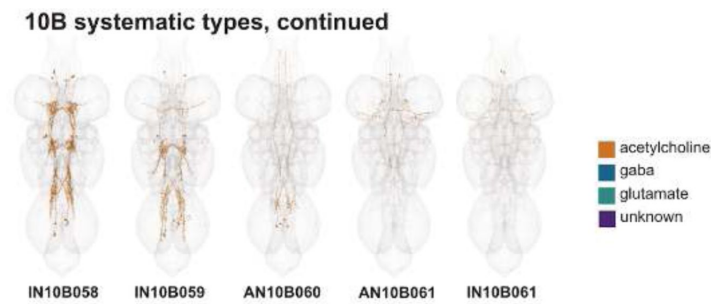 10B systematic types, continued
acetylcholine
gaba
glutamate
unknown
IN10B058 IN10B059 AN10B060 AN10B061 IN10B061